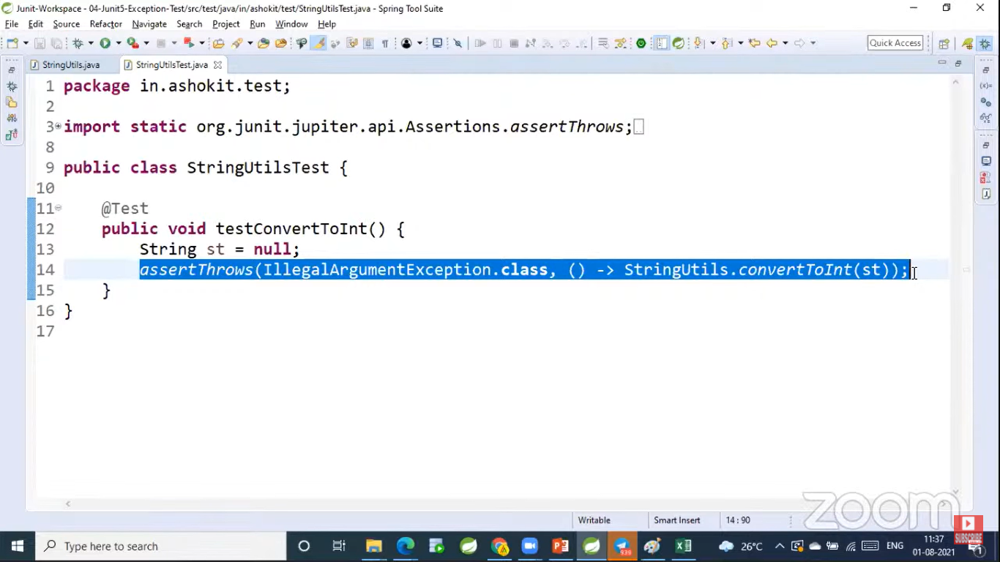 Junit-Workspace - 04-Junit5-Exception-Test/src/test/java/in/ashokit/test/StringUtilsTest.java - Spring Tool Suite
File Edit Source Refactor Navigate Search Project Run Window Help
Quick Access
StringUtils.java StringUtilsTest.java
1 package in.ashokit.test;
2
3 import static org.junit.jupiter.api.Assertions.assertThrows;
8
9 public class StringUtilsTest {
10
11 @Test
12 public void testConvertToInt() {
13 String st = null;
14 assertThrows(IllegalArgumentException.class, () -> StringUtils.convertToInt(st));
15 }
16 }
17
zoom
Writable Smart Insert 14 : 90
SUBSCRIBE
Type here to search
939
26°C ENG 11:37
01-08-2021
1